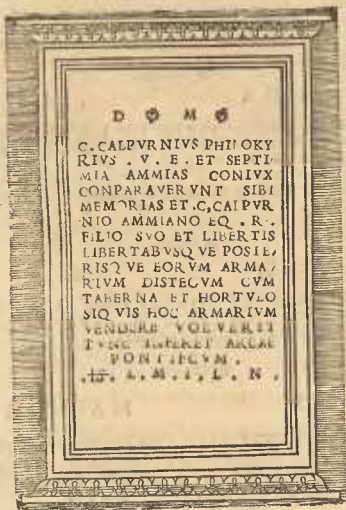 D M
C. CALPVRNIVS PHILOKY
RIVS . V . E . ET SEPTI
MIA AMMIAS CONIVX
CONPARAVERVNT SIBI
MEMORIAS ET . C, CALPVR
NIO AMMIANO EQ . R .
FILIO SVO ET LIBERTIS
LIBERTABVSQVE POSTE/
RISQVE EORVM ARMA/
RIVM DISTEGVM CVM
TABERNA ET HORTVLO
SIQVIS HOC ARMARIVM
VENDERE VOLVERIT
TVNC INFERET ARCAE
PONTIFICVM .
L . N .